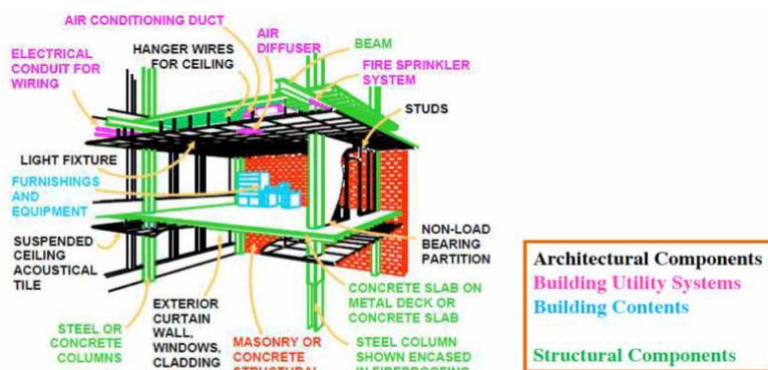 AIR CONDITIONING DUCT
HANGER WIRES
FOR CEILING
AIR
DIFFUSER
BEAM
ELECTRICAL
CONDUIT FOR
WIRING
FIRE SPRINKLER
SYSTEM
STUDS
LIGHT FIXTURE
FURNISHINGS
AND
EQUIPMENT
SUSPENDED
CEILING
ACOUSTICAL
TILE
NON-LOAD
BEARING
PARTITION
STEEL OR
CONCRETE
COLUMNS
EXTERIOR
CURTAIN
WALL,
WINDOWS,
CLADDING
MASONRY OR
CONCRETE
STRUCTURAL
CONCRETE SLAB ON
METAL DECK OR
CONCRETE SLAB
STEEL COLUMN
SHOWN ENCASED
IN FIREPROOFING
Architectural Components
Building Utility Systems
Building Contents
Structural Components